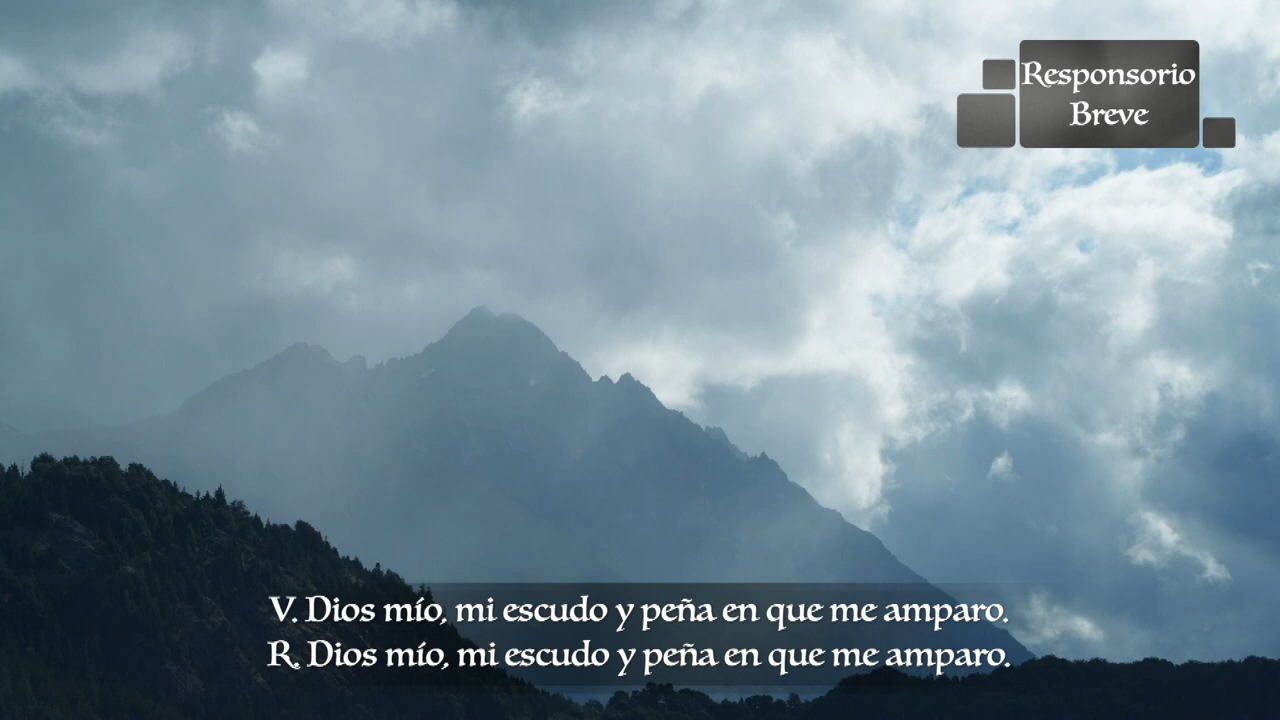 Responsorio
Breve
V. Dios mío, mi escudo y peña en que me amparo.
R. Dios mío, mi escudo y peña en que me amparo.